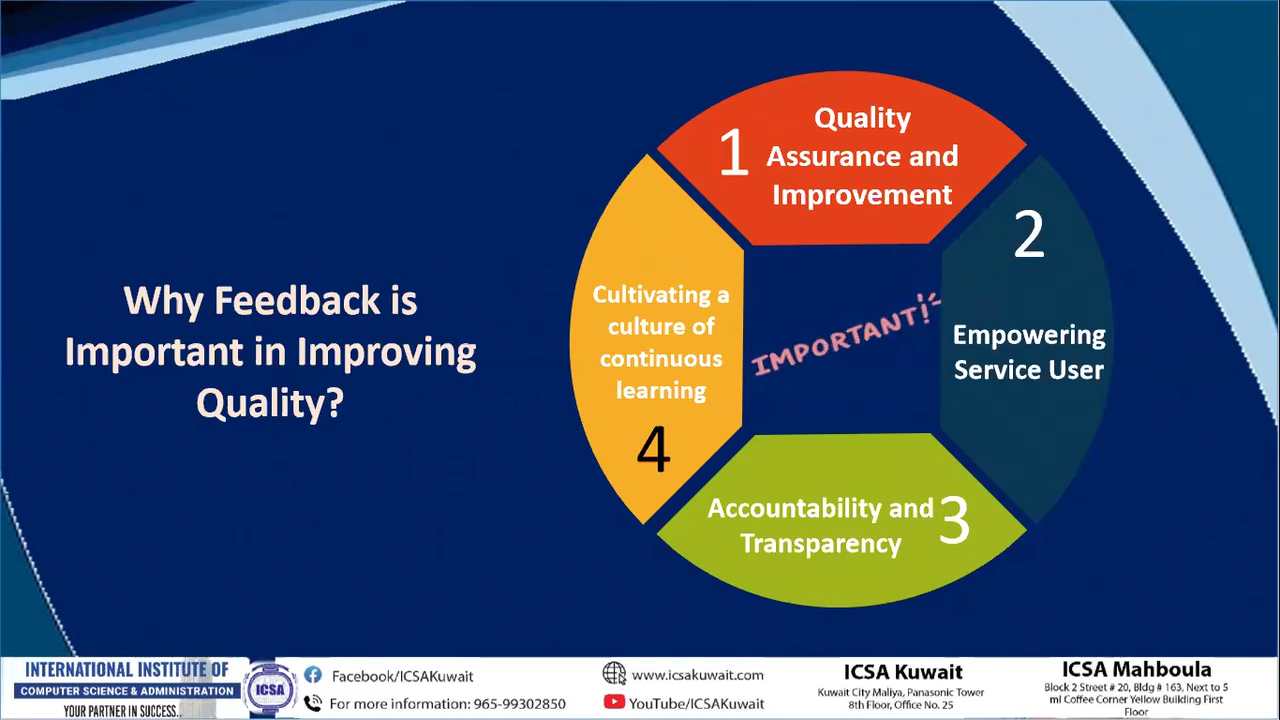 Why Feedback is
Important in Improving
Quality?
1
Quality
Assurance and
Improvement
2
Empowering
Service User
Accountability and
Transparency
3
Cultivating a
culture of
continuous
learning
4
IMPORTANT!
INTERNATIONAL INSTITUTE OF
COMPUTER SCIENCE & ADMINISTRATION
YOUR PARTNER IN SUCCESS..
ICSA
Facebook/ICSAKuwait
For more information: 965-99302850
www.icsakuwait.com
YouTube/ICSAKuwait
ICSA Kuwait
Kuwait City Maliya, Panasonic Tower
8th Floor, Office No. 25
ICSA Mahboula
Block 2 Street # 20, Bldg # 163, Next to 5
ml Coffee Corner Yellow Building First
Floor